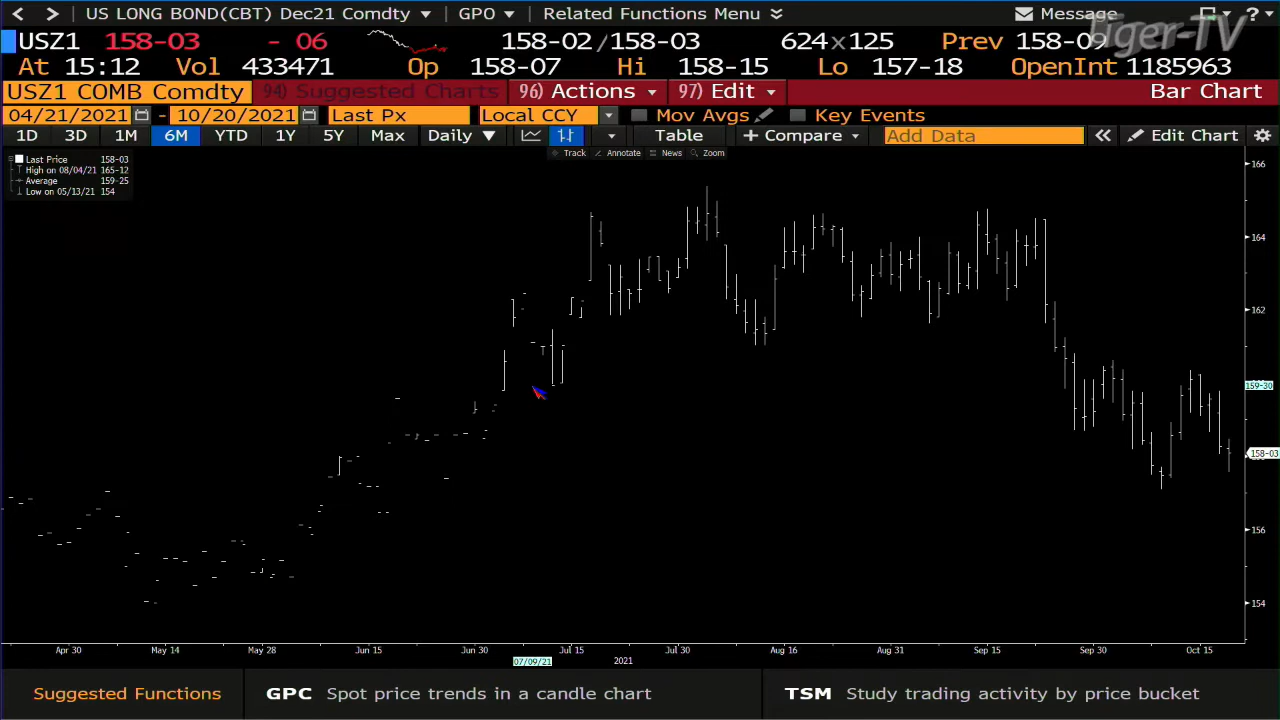 < > US LONG BOND(CBT) Dec21 Comdty GPO Related Functions Menu Message ?
USZ1 158-03 - 06 158-02/158-03 624x125 Prev 158-09
Tiger-TV
At 15:12 Vol 433471 Op 158-07 Hi 158-15 Lo 157-18 OpenInt 1185963
USZ1 COMB Comdty 94) Suggested Charts 96) Actions 97) Edit Bar Chart
04/21/2021 - 10/20/2021 Last Px Local CCY Mov Avgs Key Events
1D 3D 1M 6M YTD 1Y 5Y Max Daily Table + Compare Add Data « Edit Chart
Track Annotate News Zoom
Last Price 158-03
High on 08/04/21 165-12
Average 159-25
Low on 05/13/21 154
166
164
162
159-30
158-03
156
154
Apr 30 May 14 May 28 Jun 15 Jun 30 Jul 15 Jul 30 Aug 16 Aug 31 Sep 15 Sep 30 Oct 15
07/09/21 2021
Suggested Functions GPC Spot price trends in a candle chart TSM Study trading activity by price bucket